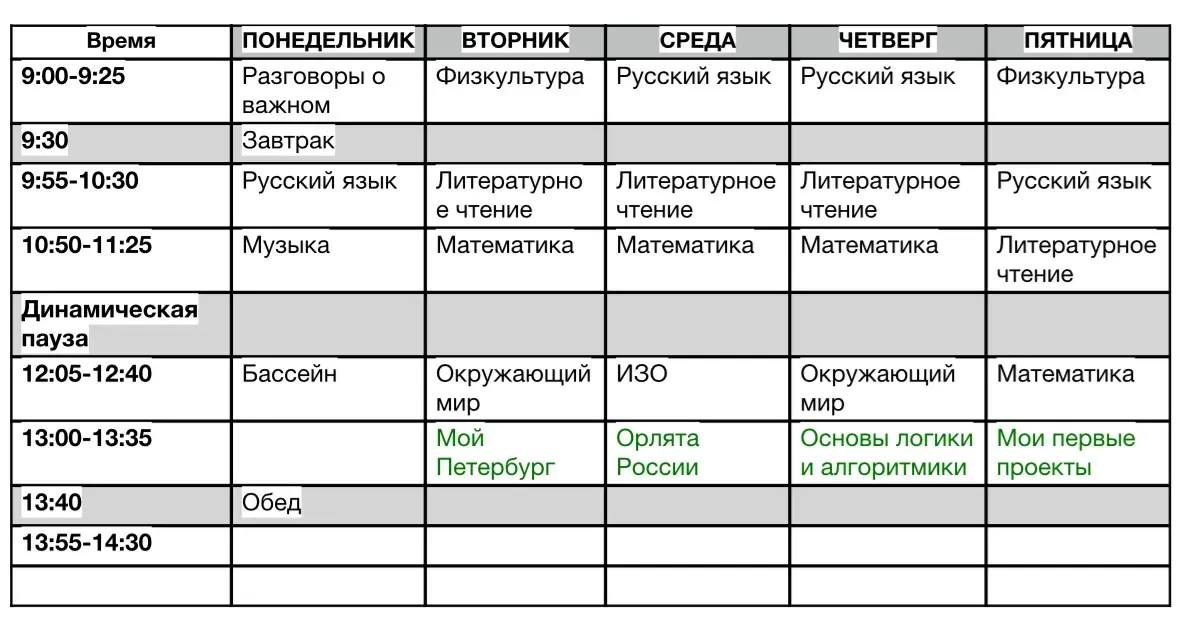 Время ПОНЕДЕЛЬНИК ВТОРНИК СРЕДА ЧЕТВЕРГ ПЯТНИЦА
9:00-9:25 Разговоры о важном Физкультура Русский язык Русский язык Физкультура
9:30 Завтрак
9:55-10:30 Русский язык Литературно е чтение Литературное чтение Литературное чтение Русский язык
10:50-11:25 Музыка Математика Математика Математика Литературное чтение
Динамическая пауза
12:05-12:40 Бассейн Окружающий мир ИЗО Окружающий мир Математика
13:00-13:35 Мой Петербург Орлята России Основы логики и алгоритмики Мои первые проекты
13:40 Обед
13:55-14:30